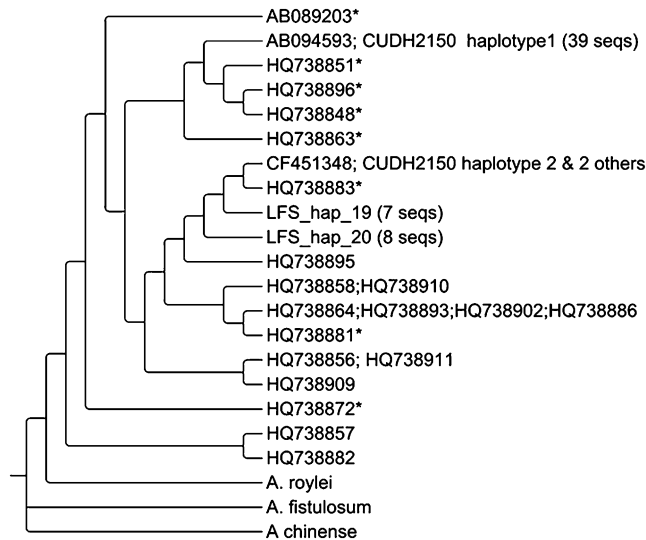 AB089203*
AB094593; CUDH2150 haplotype1 (39 seqs)
HQ738851*
HQ738896*
HQ738848*
HQ738863*
CF451348; CUDH2150 haplotype 2 & 2 others
HQ738883*
LFS_hap_19 (7 seqs)
LFS_hap_20 (8 seqs)
HQ738895
HQ738858;HQ738910
HQ738864;HQ738893;HQ738902;HQ738886
HQ738881*
HQ738856; HQ738911
HQ738909
HQ738872*
HQ738857
HQ738882
A. roylei
A. fistulosum
A chinense